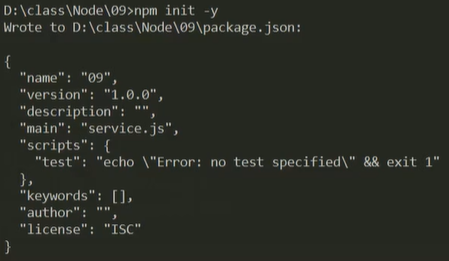 D:\class\Node\09>npm init -y
Wrote to D:\class\Node\09\package.json:
{
"name": "09",
"version": "1.0.0",
"description": "",
"main": "service.js",
"scripts": {
"test": "echo \"Error: no test specified\" && exit 1"
},
"keywords": [],
"author": "",
"license": "ISC"
}